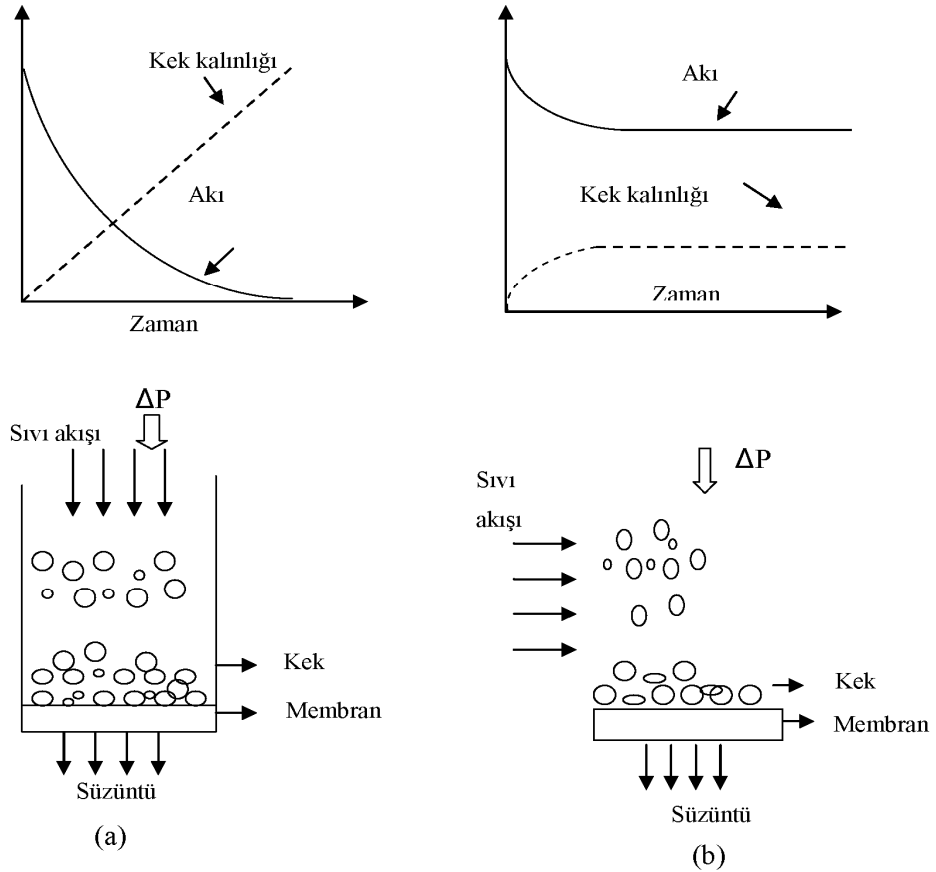 Kek kalınlığı
Akı
Zaman
Akı
Kek kalınlığı
Zaman
ΔP
Sıvı akışı
Kek
Membran
Süzüntü
(a)
ΔP
Sıvı
akışı
Kek
Membran
Süzüntü
(b)